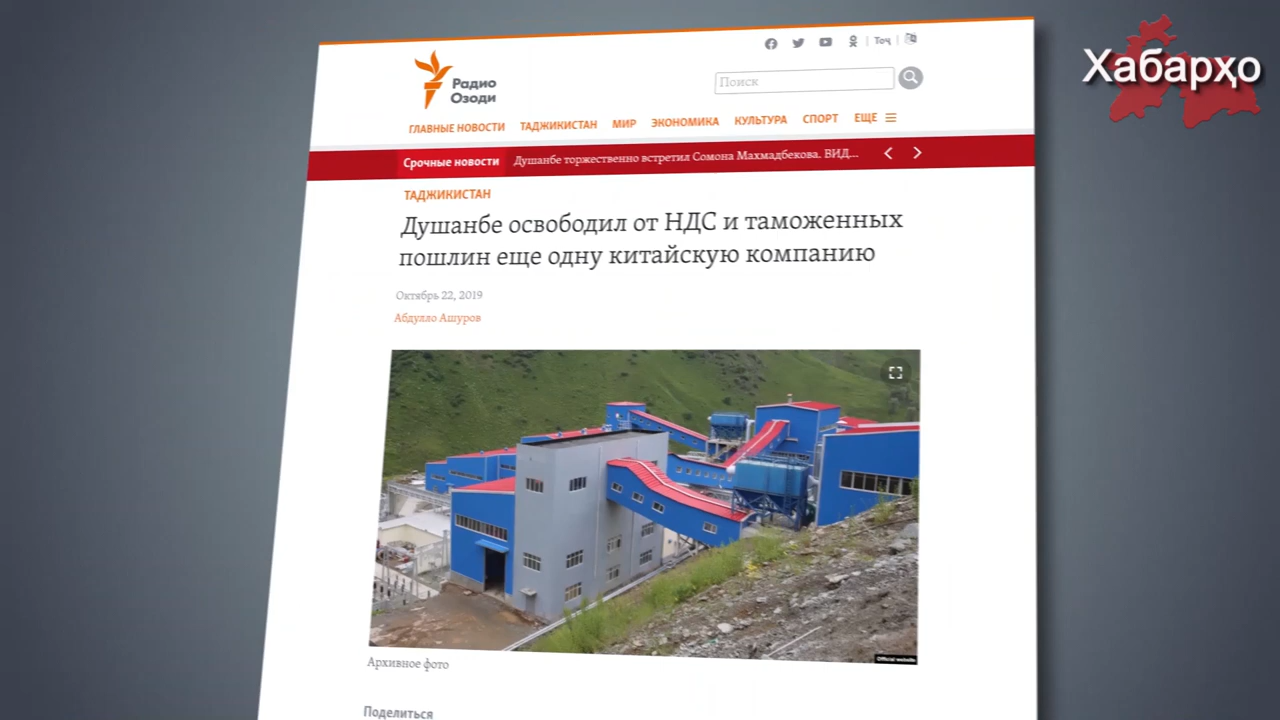 Хабарҳо
Радио
Озоди
Тоҷ
Поиск
ГЛАВНЫЕ НОВОСТИ ТАДЖИКИСТАН МИР ЭКОНОМИКА КУЛЬТУРА СПОРТ ЕЩЕ
Срочные новости Душанбе торжественно встретил Сомона Махмадбекова. ВИД...
ТАДЖИКИСТАН
Душанбе освободил от НДС и таможенных
пошлин еще одну китайскую компанию
Октябрь 22, 2019
Абдулло Ашуров
Official website
Архивное фото
Поделиться